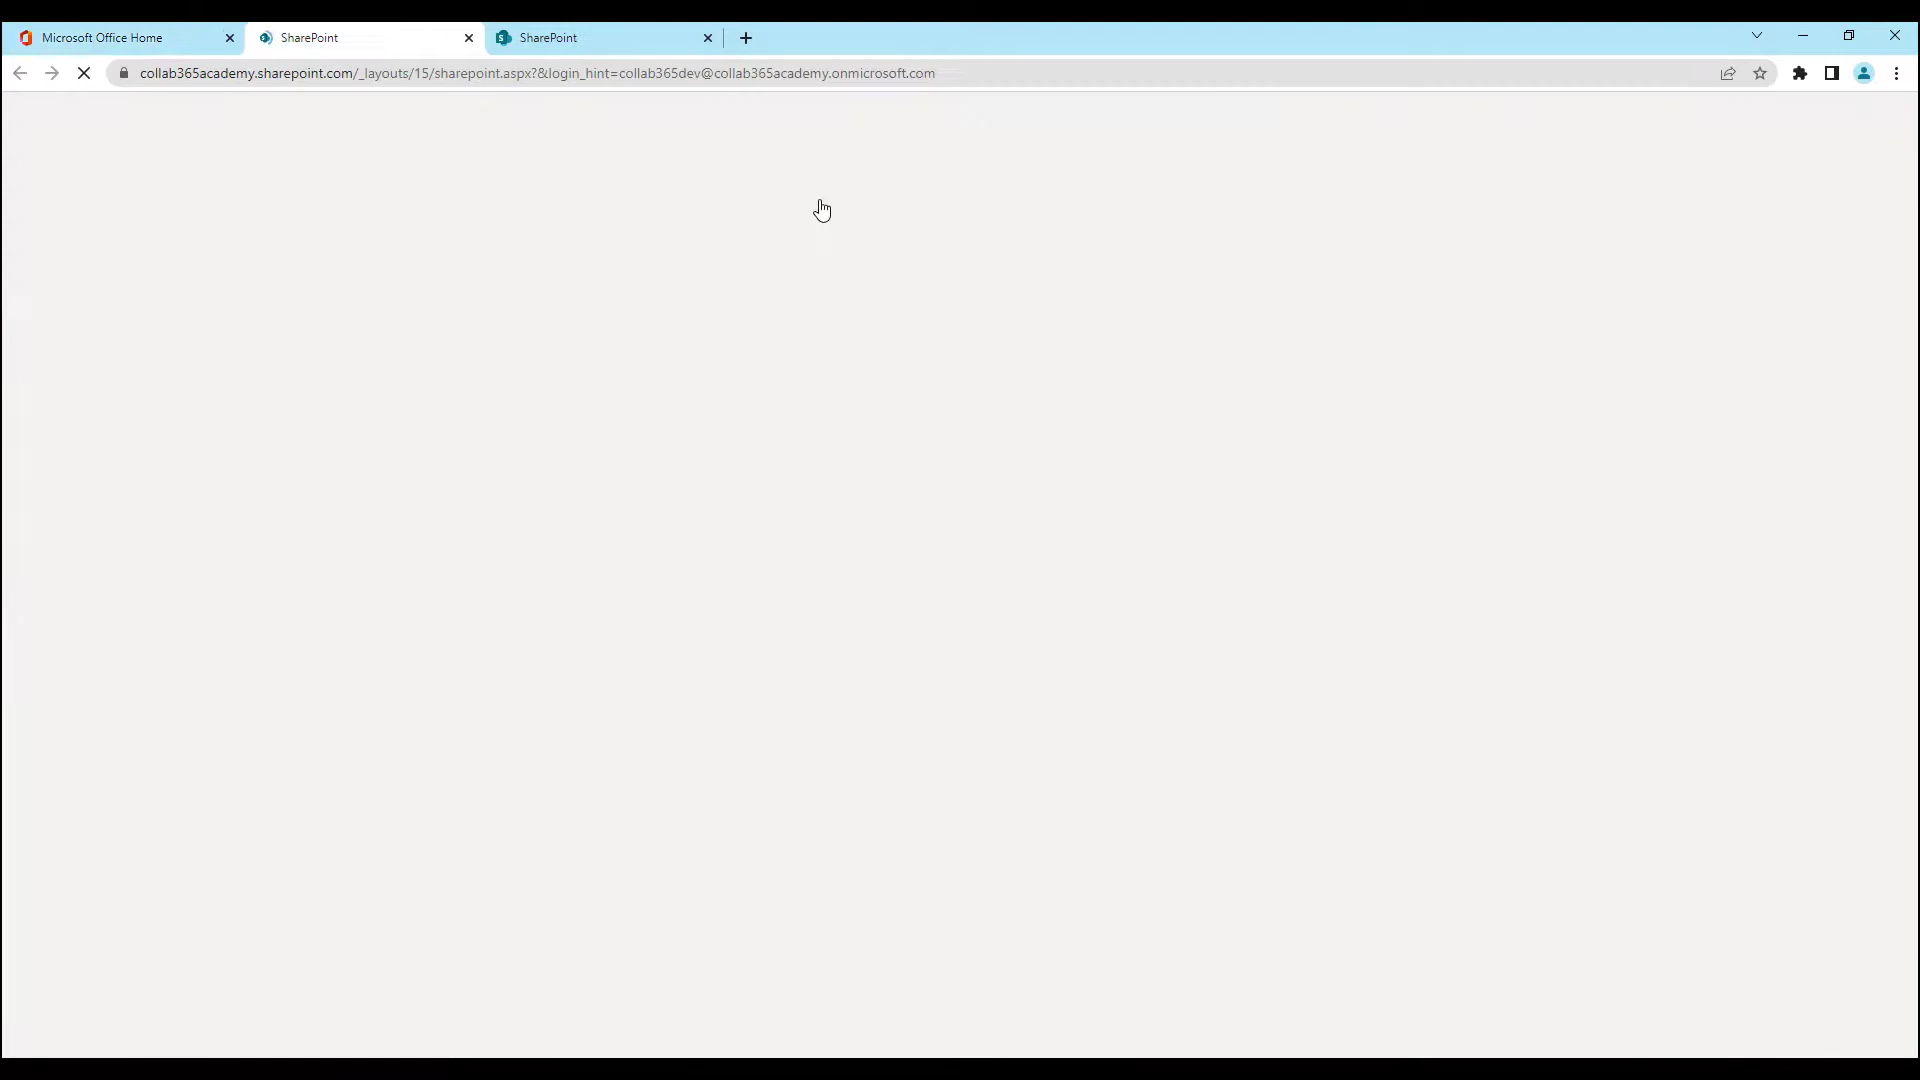 Microsoft Office Home
SharePoint
SharePoint
collab365academy.sharepoint.com/_layouts/15/sharepoint.aspx?&login_hint=collab365dev@collab365academy.onmicrosoft.com